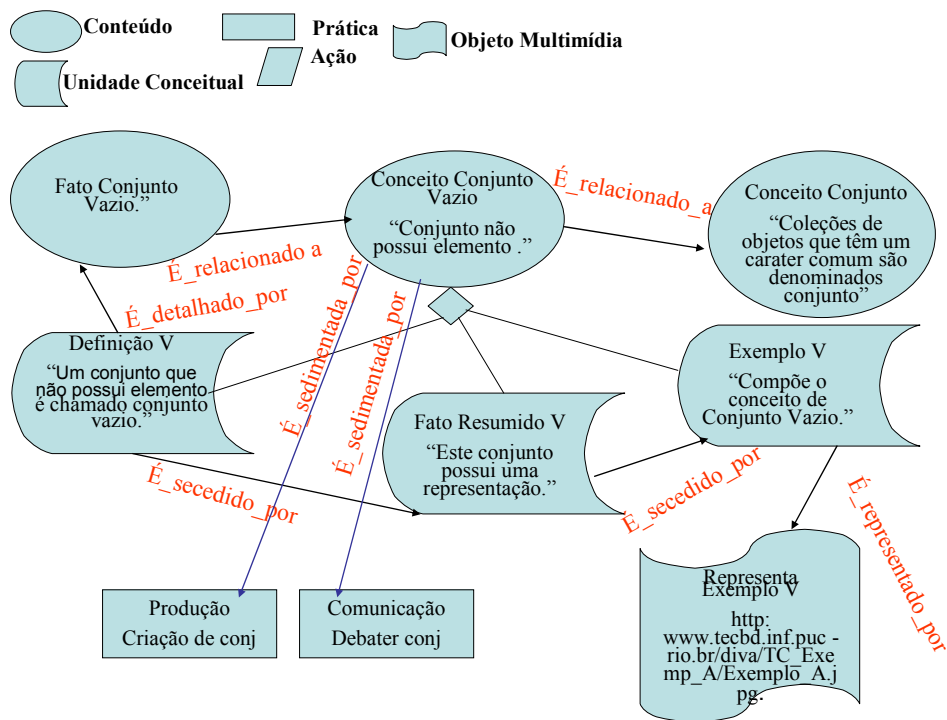 Conteúdo
Prática
Ação
Objeto Multimídia
Unidade Conceitual
Fato Conjunto
Vazio.”
É_relacionado a
Conceito Conjunto
Vazio
“Conjunto não
possui elemento .”
É_relacionado_a
Conceito Conjunto
“Coleções de
objetos que têm um
carater comum são
denominados
conjunto”
É_detalhado_por
Definição V
“Um conjunto que
não possui elemento
é chamado conjunto
vazio.”
É_sedimentada_por
É_sedimentada_por
Fato Resumido V
“Este conjunto
possui uma
representação.”
Exemplo V
“Compõe o
conceito de
Conjunto Vazio.”
É_secedido_por
É_secedido_por
É_representado_por
Produção
Criação de conj
Comunicação
Debater conj
Representa
Exemplo V
http:
www.tecbd.inf.puc -
rio.br/diva/TC_Exe
mp_A/Exemplo_A.j
pg.